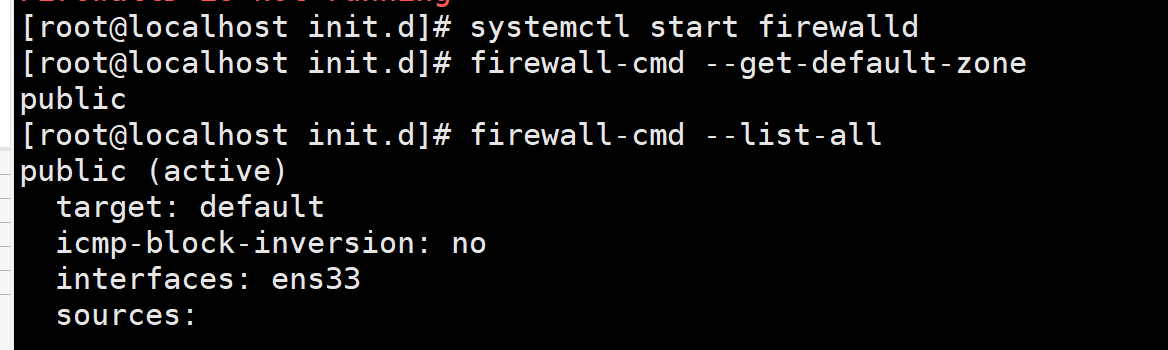 [root@localhost init.d]# systemctl start firewalld
[root@localhost init.d]# firewall-cmd --get-default-zone
public
[root@localhost init.d]# firewall-cmd --list-all
public (active)
  target: default
  icmp-block-inversion: no
  interfaces: ens33
  sources: